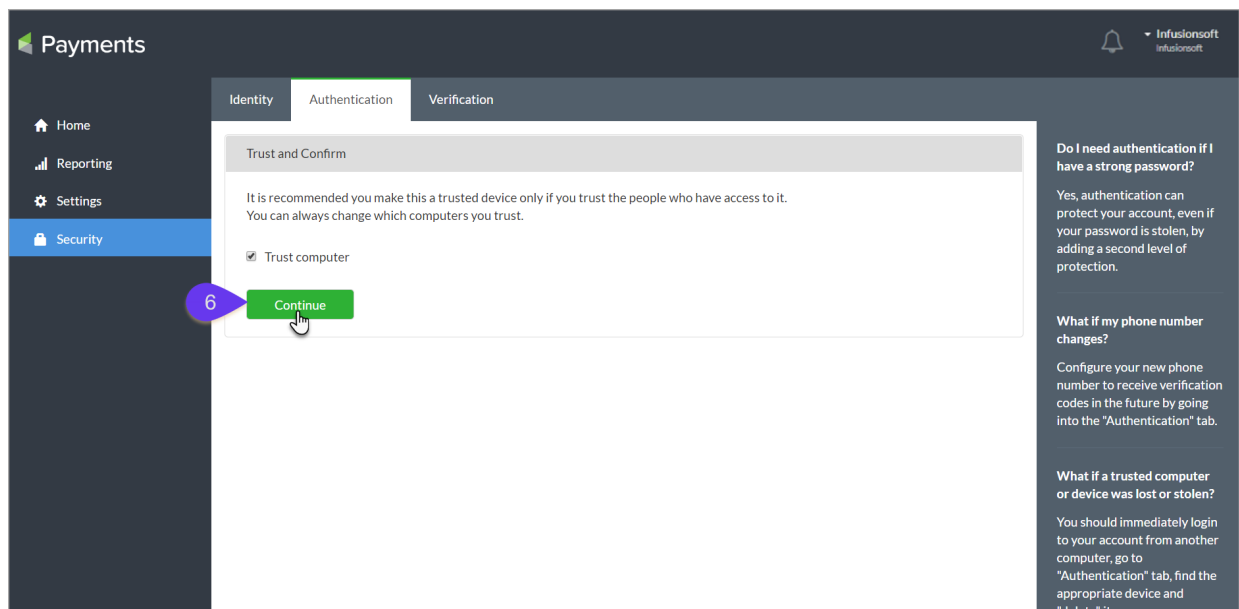 Payments
Infusionsoft
Infusionsoft
Identity
Authentication
Verification
Home
Reporting
Settings
Security
Trust and Confirm
It is recommended you make this a trusted device only if you trust the people who have access to it.
You can always change which computers you trust.
Trust computer
6
Continue
Do I need authentication if I
have a strong password?
Yes, authentication can
protect your account, even if
your password is stolen, by
adding a second level of
protection.
What if my phone number
changes?
Configure your new phone
number to receive verification
codes in the future by going
into the "Authentication" tab.
What if a trusted computer
or device was lost or stolen?
You should immediately login
to your account from another
computer, go to
"Authentication" tab, find the
appropriate device and